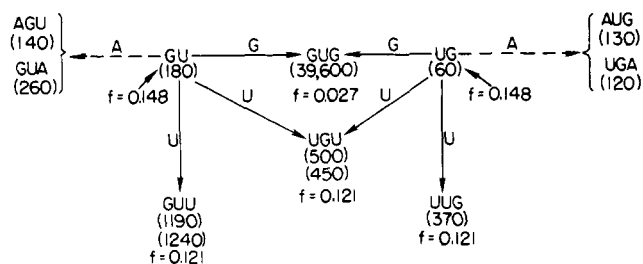 AGU
(140)
GUA
(260)
A
GU
(180)
G
GUG
(39,600)
f=0.027
G
UG
(60)
A
AUG
(130)
UGA
(120)
f=0.148
f=0.148
U
U
U
U
UGU
(500)
(450)
f=0.121
GUU
(1190)
(1240)
f=0.121
UUG
(370)
f=0.121